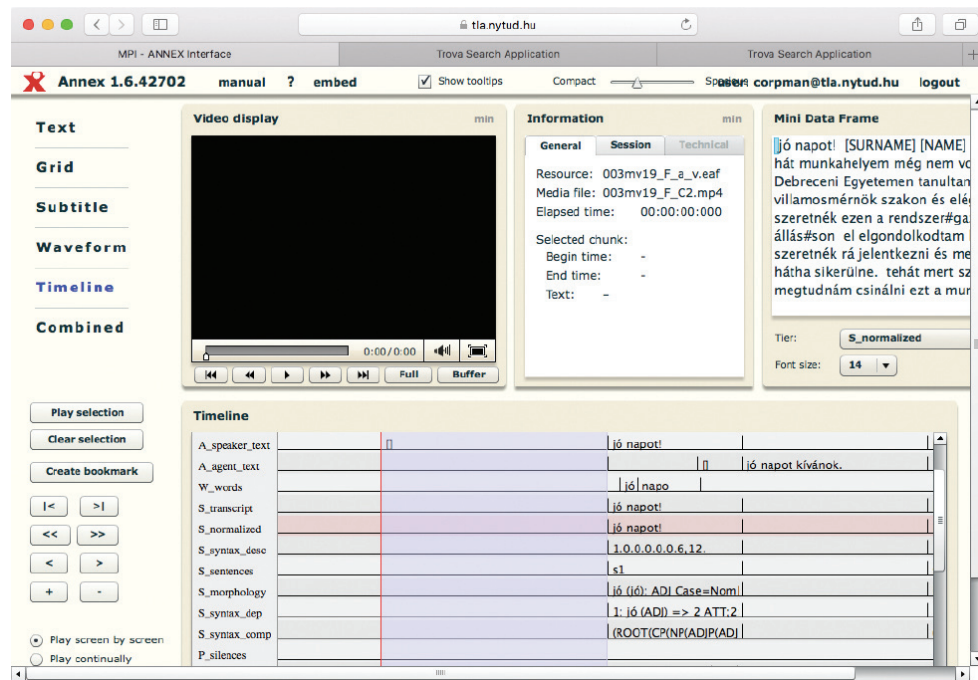 tla.nytud.hu
MPI - ANNEX Interface
Trova Search Application
Trova Search Application
Annex 1.6.42702 manual ? embed Show tooltips Compact user: corpman@tla.nytud.hu logout
Text
Grid
Subtitle
Waveform
Timeline
Combined
Video display min
0:00/0:00
Full Buffer
Information min
General Session Technical
Resource: 003mv19_F_a_v.eaf
Media file: 003mv19_F_C2.mp4
Elapsed time: 00:00:00:000
Selected chunk:
Begin time: -
End time: -
Text: -
Mini Data Frame
jó napot! [SURNAME] [NAME]
hát munkahelyem még nem
Debreceni Egyetemen tanultan
villamosmérnök szakon és
szeretnék ezen a rendszer#ga
állás#son el elgondolkodtam
szeretnék rá jelentkezni és me
hátha sikerülne. tehát mert sz
megtudnám csinálni ezt a
Tier: S_normalized
Font size: 14
Play selection
Clear selection
Create bookmark
|< >|
<< >>
< >
+ -
Play screen by screen
Play continually
Timeline
A_speaker_text [] jó napot!
A_agent_text [] jó napot kívánok.
W_words jó napo
S_transcript jó napot!
S_normalized jó napot!
S_syntax_desc 1.0.0.0.0.6,12.
S_sentences s1
S_morphology jó (jó): ADJ Case=Nom
S_syntax_dep 1: jó (ADJ) => 2 ATT:2
S_syntax_comp (ROOT(CP(NP(ADJP(ADJ
P_silences